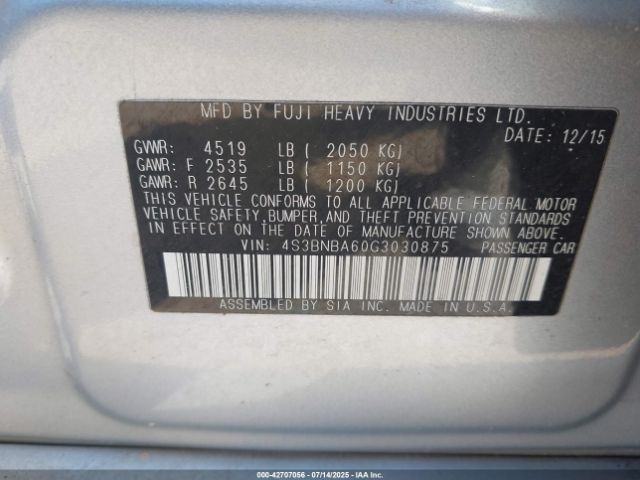 MFD BY FUJI HEAVY INDUSTRIES LTD.
DATE: 12/15
GVWR: 4519 LB ( 2050 KG)
GAWR: F 2535 LB ( 1150 KG)
GAWR: R 2645 LB ( 1200 KG)
THIS VEHICLE CONFORMS TO ALL APPLICABLE FEDERAL MOTOR
VEHICLE SAFETY, BUMPER, AND THEFT PREVENTION STANDARDS
IN EFFECT ON THE DATE OF MANUFACTURE SHOWN ABOVE.
VIN: 4S3BNBA60G3030875 PASSENGER CAR
ASSEMBLED BY SIA INC. MADE IN U.S.A.
000-42707056 | 07/14/2025 | IAAI.COM